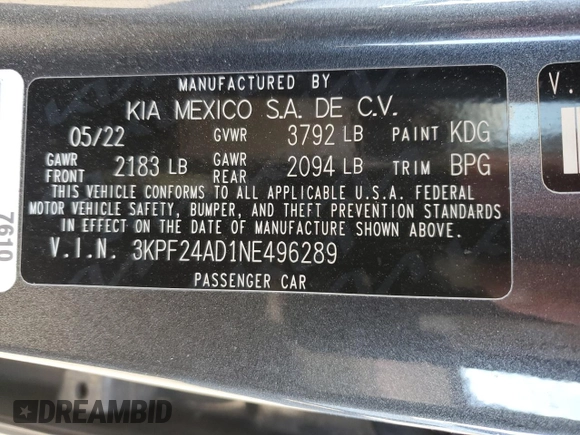 MANUFACTURED BY
KIA MEXICO S.A. DE C.V.
05/22 GVWR 3792 LB PAINT KDG
GAWR FRONT 2183 LB GAWR REAR 2094 LB TRIM BPG
THIS VEHICLE CONFORMS TO ALL APPLICABLE U.S.A. FEDERAL
MOTOR VEHICLE SAFETY, BUMPER, AND THEFT PREVENTION STANDARDS
IN EFFECT ON THE DATE OF MANUFACTURE SHOWN ABOVE.
V.I.N. 3KPF24AD1NE496289
PASSENGER CAR
V.
7610
DREAMBID